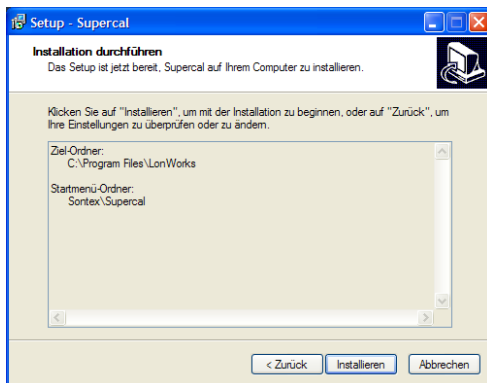 Setup - Supercal
Installation durchführen
Das Setup ist jetzt bereit, Supercal auf Ihrem Computer zu installieren.
Klicken Sie auf "Installieren", um mit der Installation zu beginnen, oder auf "Zurück", um
Ihre Einstellungen zu überprüfen oder zu ändern.
Ziel-Ordner:
C:\Program Files\LonWorks
Startmenü-Ordner:
Sontex\Supercal
< Zurück
Installieren
Abbrechen